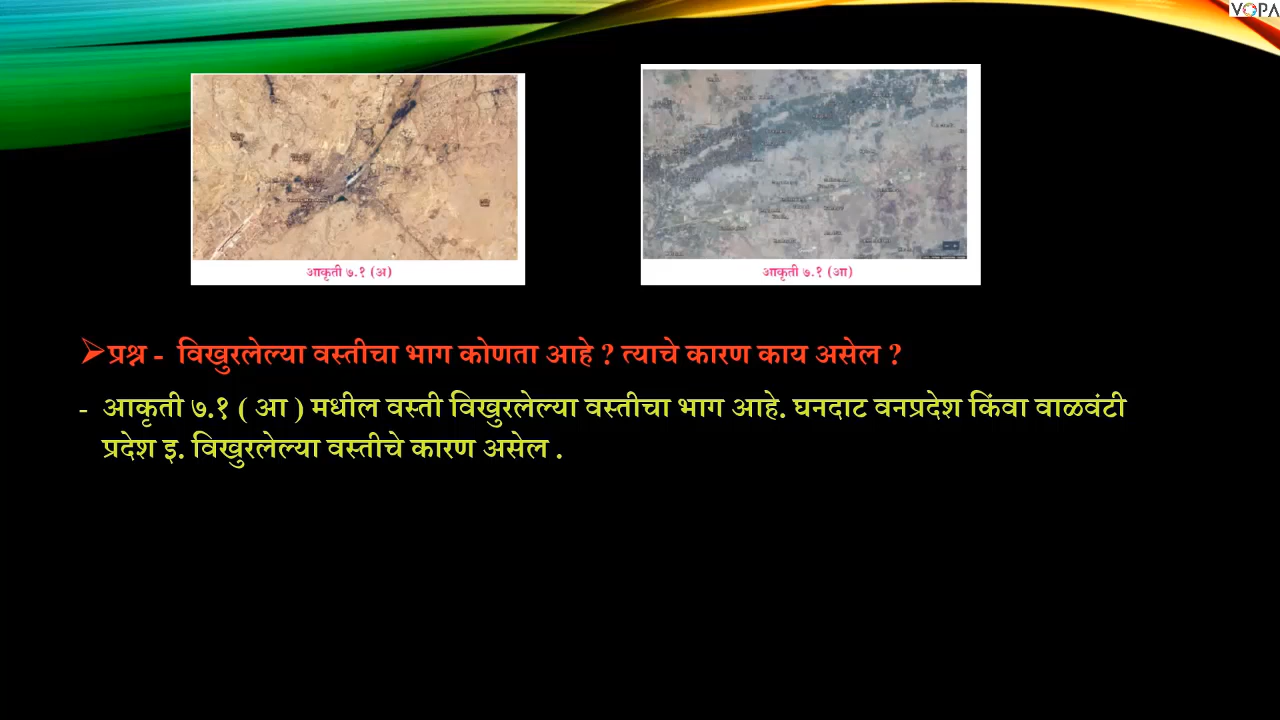 VOPA
आकृती ७.१ (अ)
आकृती ७.१ (आ)
➢प्रश्न - विखुरलेल्या वस्तीचा भाग कोणता आहे ? त्याचे कारण काय असेल ?
- आकृती ७.१ ( आ ) मधील वस्ती विखुरलेल्या वस्तीचा भाग आहे. घनदाट वनप्रदेश किंवा वाळवंटी
प्रदेश इ. विखुरलेल्या वस्तीचे कारण असेल .